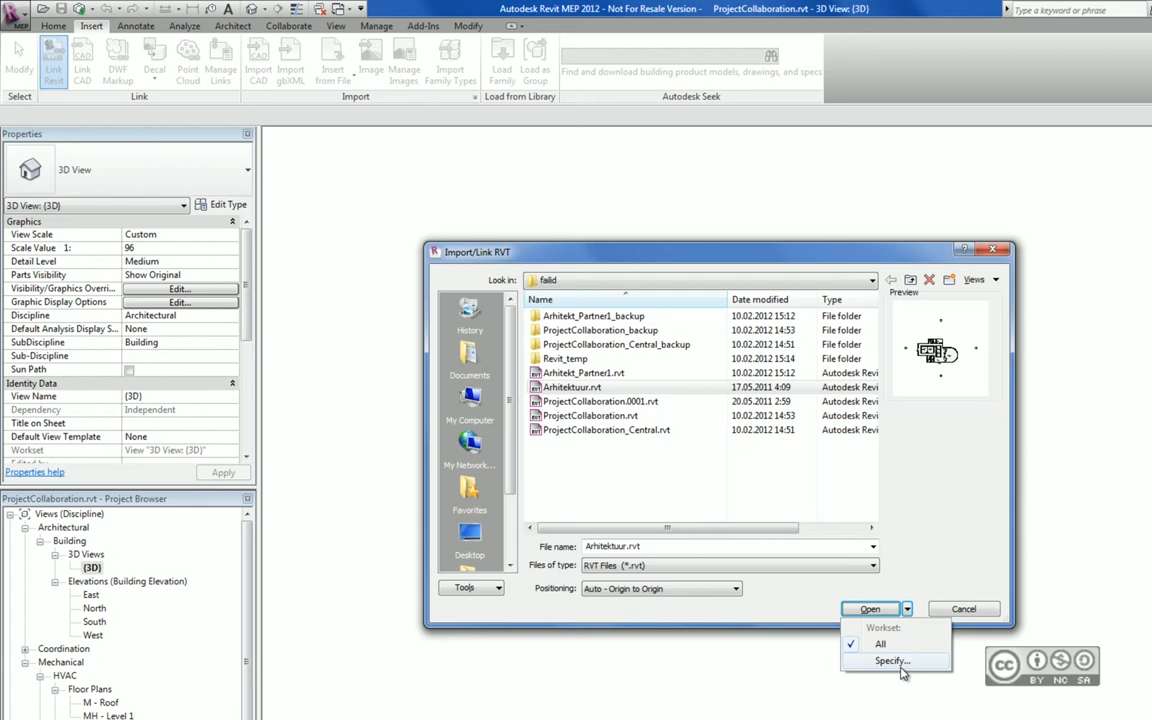 Autodesk Revit MEP 2012 - Not For Resale Version - ProjectCollaboration.rvt - 3D View: {3D}
Type a keyword or phrase
MEP
Home Insert Annotate Analyze Architect Collaborate View Manage Add-Ins Modify
Modify
Link Revit
Link CAD
DWF Markup
Decal
Point Cloud
Manage Links
Import CAD
Import gbXML
Insert from File
Image
Manage Images
Import Family Types
Load Family
Load as Group
Find and download building product models, drawings, and specs
Select Link Import Load from Library Autodesk Seek
Properties
3D View
3D View: {3D} Edit Type
Graphics
View Scale Custom
Scale Value 1: 96
Detail Level Medium
Parts Visibility Show Original
Visibility/Graphics Overri... Edit...
Graphic Display Options Edit...
Discipline Architectural
Default Analysis Display S... None
SubDiscipline Building
Sub-Discipline
Sun Path
Identity Data
View Name {3D}
Dependency Independent
Title on Sheet
Default View Template None
Workset View "3D View: {3D}"
Properties help Apply
ProjectCollaboration.rvt - Project Browser
Views (Discipline)
Architectural
Building
3D Views
{3D}
Elevations (Building Elevation)
East
North
South
West
Coordination
Mechanical
HVAC
Floor Plans
M - Roof
MH - Level 1
Import/Link RVT
Look in: failid Views
History
Documents
My Computer
My Network...
Favorites
Desktop
Name Date modified Type
Arhitekt_Partner1_backup 10.02.2012 15:12 File folder
ProjectCollaboration_backup 10.02.2012 14:53 File folder
ProjectCollaboration_Central_backup 10.02.2012 14:51 File folder
Revit_temp 10.02.2012 15:14 File folder
Arhitekt_Partner1.rvt 10.02.2012 15:12 Autodesk Revi
Arhitektuur.rvt 17.05.2011 4:09 Autodesk Revi
ProjectCollaboration.0001.rvt 20.05.2011 2:59 Autodesk Revi
ProjectCollaboration.rvt 10.02.2012 14:53 Autodesk Revi
ProjectCollaboration_Central.rvt 10.02.2012 14:51 Autodesk Revi
Preview
File name: Arhitektuur.rvt
Files of type: RVT Files (*.rvt)
Tools Positioning: Auto - Origin to Origin
Open Cancel
Workset:
All
Specify...
cc
BY NC SA